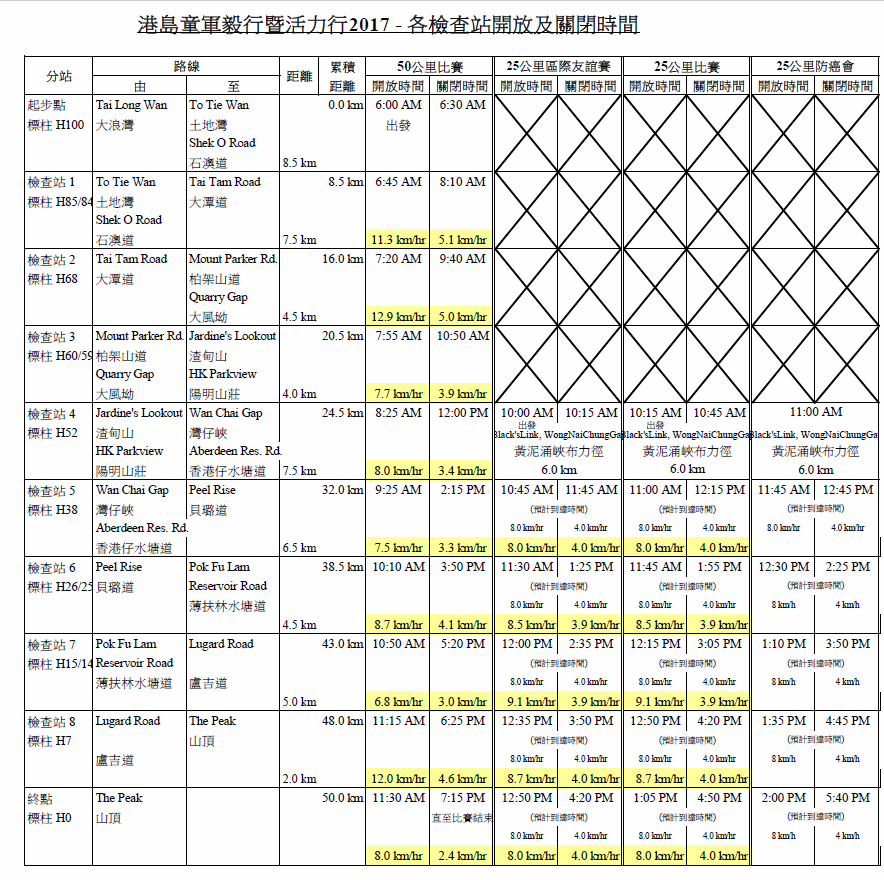 港島童軍毅行暨活力行2017 - 各檢查站開放及關閉時間
分站 路線 距離 累積 50公里比賽 25公里區際友誼賽 25公里比賽 25公里防癌會
由 至 距離 開放時間 關閉時間 開放時間 關閉時間 開放時間 關閉時間 開放時間 關閉時間
起步點 Tai Long Wan To Tie Wan 0.0 km 6:00 AM 6:30 AM
標柱 H100 大浪灣 土地灣 出發
Shek O Road
石澳道 8.5 km
檢查站 1 To Tie Wan Tai Tam Road 8.5 km 6:45 AM 8:10 AM
標柱 H85/84 土地灣 大潭道
Shek O Road
石澳道 7.5 km 11.3 km/hr 5.1 km/hr
檢查站 2 Tai Tam Road Mount Parker Rd. 16.0 km 7:20 AM 9:40 AM
標柱 H68 大潭道 柏架山道
Quarry Gap
大風坳 4.5 km 12.9 km/hr 5.0 km/hr
檢查站 3 Mount Parker Rd. Jardine's Lookout 20.5 km 7:55 AM 10:50 AM
標柱 H60/59 柏架山道 渣甸山
Quarry Gap HK Parkview
大風坳 陽明山莊 4.0 km 7.7 km/hr 3.9 km/hr
檢查站 4 Jardine's Lookout Wan Chai Gap 24.5 km 8:25 AM 12:00 PM 10:00 AM 10:15 AM 10:15 AM 10:45 AM 11:00 AM
標柱 H52 渣甸山 灣仔峽 出發 出發
Black'sLink, WongNaiChungGa Black'sLink, WongNaiChungGa Black'sLink, WongNaiChungGa
HK Parkview Aberdeen Res. Rd. 黃泥涌峽布力徑 黃泥涌峽布力徑 黃泥涌峽布力徑
陽明山莊 香港仔水塘道 7.5 km 8.0 km/hr 3.4 km/hr 6.0 km 6.0 km 6.0 km
檢查站 5 Wan Chai Gap Peel Rise 32.0 km 9:25 AM 2:15 PM 10:45 AM 11:45 AM 11:00 AM 12:15 PM 11:45 AM 12:45 PM
標柱 H38 灣仔峽 貝璐道 (預計到達時間) (預計到達時間) (預計到達時間)
Aberdeen Res. Rd. 8.0 km/hr 4.0 km/hr 8.0 km/hr 4.0 km/hr 8.0 km/hr 4.0 km/hr
香港仔水塘道 6.5 km 7.5 km/hr 3.3 km/hr 8.0 km/hr 4.0 km/hr 8.0 km/hr 4.0 km/hr
檢查站 6 Peel Rise Pok Fu Lam 38.5 km 10:10 AM 3:50 PM 11:30 AM 1:25 PM 11:45 AM 1:55 PM 12:30 PM 2:25 PM
標柱 H26/25 貝璐道 Reservoir Road (預計到達時間) (預計到達時間) (預計到達時間)
薄扶林水塘道 8.0 km/hr 4.0 km/hr 8.0 km/hr 4.0 km/hr 8 km/h 4 km/h
4.5 km 8.7 km/hr 4.1 km/hr 8.5 km/hr 3.9 km/hr 8.5 km/hr 3.9 km/hr
檢查站 7 Pok Fu Lam Lugard Road 43.0 km 10:50 AM 5:20 PM 12:00 PM 2:35 PM 12:15 PM 3:05 PM 1:10 PM 3:50 PM
標柱 H15/14 Reservoir Road (預計到達時間) (預計到達時間) (預計到達時間)
薄扶林水塘道 盧吉道 8.0 km/hr 4.0 km/hr 8.0 km/hr 4.0 km/hr 8 km/h 4 km/h
5.0 km 6.8 km/hr 3.0 km/hr 9.1 km/hr 3.9 km/hr 9.1 km/hr 3.9 km/hr
檢查站 8 Lugard Road The Peak 48.0 km 11:15 AM 6:25 PM 12:35 PM 3:50 PM 12:50 PM 4:20 PM 1:35 PM 4:45 PM
標柱 H7 山頂 (預計到達時間) (預計到達時間) (預計到達時間)
盧吉道 8.0 km/hr 4.0 km/hr 8.0 km/hr 4.0 km/hr 8 km/h 4 km/h
2.0 km 12.0 km/hr 4.6 km/hr 8.7 km/hr 4.0 km/hr 8.7 km/hr 4.0 km/hr
終點 The Peak 50.0 km 11:30 AM 7:15 PM 12:50 PM 4:20 PM 1:05 PM 4:50 PM 2:00 PM 5:40 PM
標柱 H0 山頂 直至比賽結束 (預計到達時間) (預計到達時間) (預計到達時間)
8.0 km/hr 4.0 km/hr 8.0 km/hr 4.0 km/hr 8 km/h 4 km/h
8.0 km/hr 2.4 km/hr 8.0 km/hr 4.0 km/hr 8.0 km/hr 4.0 km/hr